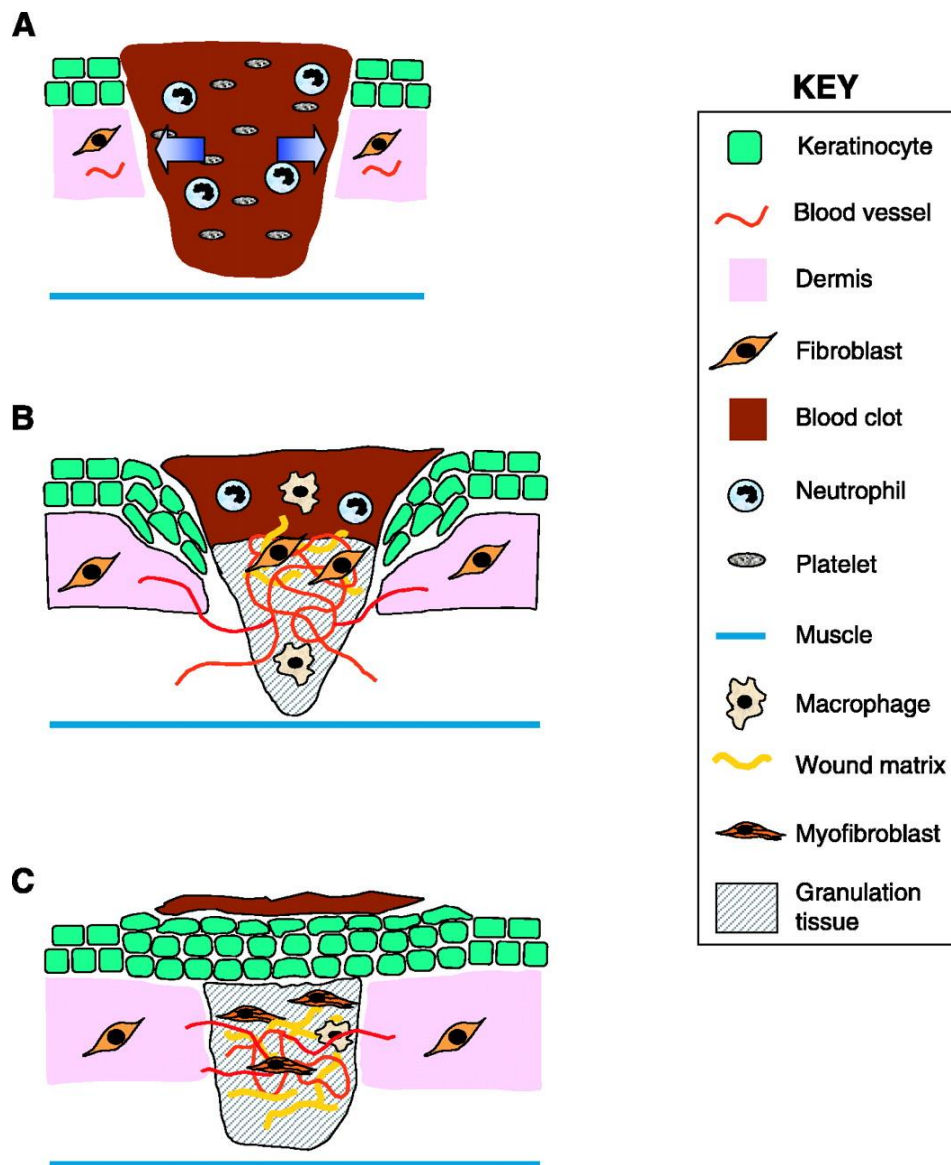 A
B
C
KEY
Keratinocyte
Blood vessel
Dermis
Fibroblast
Blood clot
Neutrophil
Platelet
Muscle
Macrophage
Wound matrix
Myofibroblast
Granulation
tissue